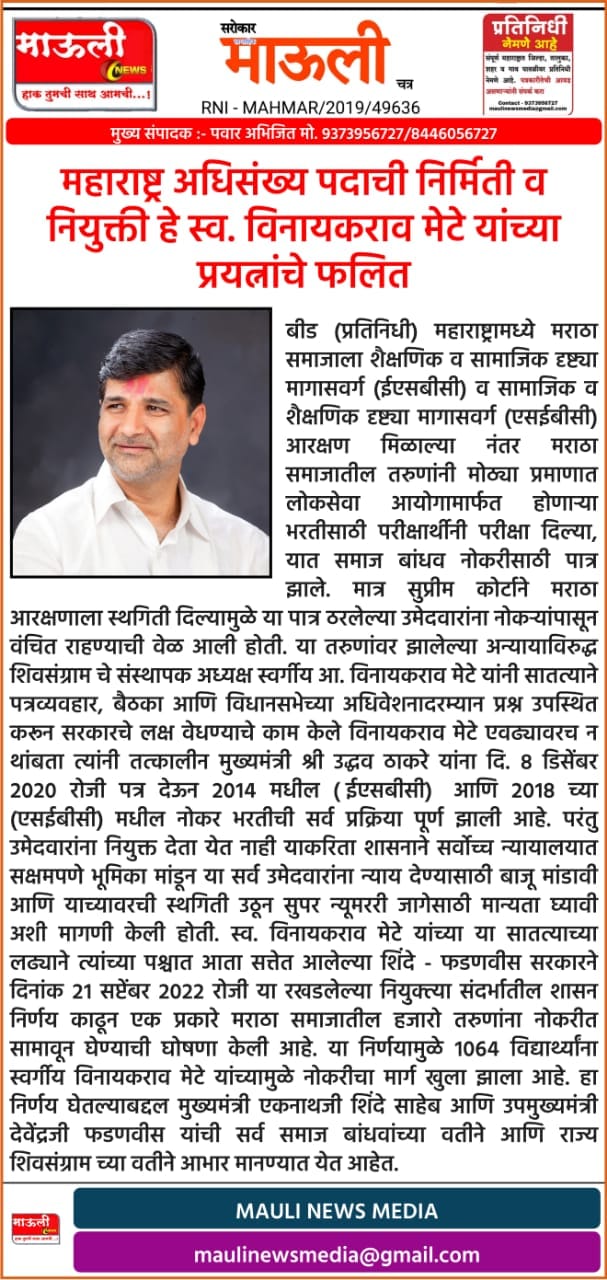 माऊली
NEWS
हाक तुमची साथ आमची...!
सरोकार
माऊली
चत्र
RNI - MAHMAR/2019/49636
प्रतिनिधी
नेमणे आहे
संपूर्ण महाराष्ट्रात जिल्हा, तालुका,
शहर व गाव पातळीवर प्रतिनिधी
नेमणे आहे. पत्रकारितेची आवड
असणाऱ्यांनी संपर्क करा
Contact - 9373956727
maulinewsmedia@gmail.com
मुख्य संपादक :- पवार अभिजित मो. 9373956727/8446056727
महाराष्ट्र अधिसंख्य पदाची निर्मिती व
नियुक्ती हे स्व. विनायकराव मेटे यांच्या
प्रयत्नांचे फलित
बीड (प्रतिनिधी) महाराष्ट्रामध्ये मराठा
समाजाला शैक्षणिक व सामाजिक दृष्ट्या
मागासवर्ग (ईएसबीसी) व सामाजिक व
शैक्षणिक दृष्ट्या मागासवर्ग (एसईबीसी)
आरक्षण मिळाल्या नंतर मराठा
समाजातील तरुणांनी मोठ्या प्रमाणात
लोकसेवा आयोगामार्फत होणाऱ्या
भरतीसाठी परीक्षार्थीनी परीक्षा दिल्या,
यात समाज बांधव नोकरीसाठी पात्र
झाले. मात्र सुप्रीम कोर्टाने मराठा
आरक्षणाला स्थगिती दिल्यामुळे या पात्र ठरलेल्या उमेदवारांना नोकऱ्यांपासून
वंचित राहण्याची वेळ आली होती. या तरुणांवर झालेल्या अन्यायाविरुद्ध
शिवसंग्राम चे संस्थापक अध्यक्ष स्वर्गीय आ. विनायकराव मेटे यांनी सातत्याने
पत्रव्यवहार, बैठका आणि विधानसभेच्या अधिवेशनादरम्यान प्रश्न उपस्थित
करून सरकारचे लक्ष वेधण्याचे काम केले विनायकराव मेटे एवढ्यावरच न
थांबता त्यांनी तत्कालीन मुख्यमंत्री श्री उद्धव ठाकरे यांना दि. 8 डिसेंबर
2020 रोजी पत्र देऊन 2014 मधील ( ईएसबीसी) आणि 2018 च्या
(एसईबीसी) मधील नोकर भरतीची सर्व प्रक्रिया पूर्ण झाली आहे. परंतु
उमेदवारांना नियुक्त देता येत नाही याकरिता शासनाने सर्वोच्च न्यायालयात
सक्षमपणे भूमिका मांडून या सर्व उमेदवारांना न्याय देण्यासाठी बाजू मांडावी
आणि याच्यावरची स्थगिती उठून सुपर न्यूमररी जागेसाठी मान्यता घ्यावी
अशी मागणी केली होती. स्व. विनायकराव मेटे यांच्या या सातत्याच्या
लढ्याने त्यांच्या पश्चात आता सत्तेत आलेल्या शिंदे - फडणवीस सरकारने
दिनांक 21 सप्टेंबर 2022 रोजी या रखडलेल्या नियुक्त्या संदर्भातील शासन
निर्णय काढून एक प्रकारे मराठा समाजातील हजारो तरुणांना नोकरीत
सामावून घेण्याची घोषणा केली आहे. या निर्णयामुळे 1064 विद्यार्थ्यांना
स्वर्गीय विनायकराव मेटे यांच्यामुळे नोकरीचा मार्ग खुला झाला आहे. हा
निर्णय घेतल्याबद्दल मुख्यमंत्री एकनाथजी शिंदे साहेब आणि उपमुख्यमंत्री
देवेंद्रजी फडणवीस यांची सर्व समाज बांधवांच्या वतीने आणि राज्य
शिवसंग्राम च्या वतीने आभार मानण्यात येत आहेत.
माऊली
MAULI NEWS MEDIA
maulinewsmedia@gmail.com